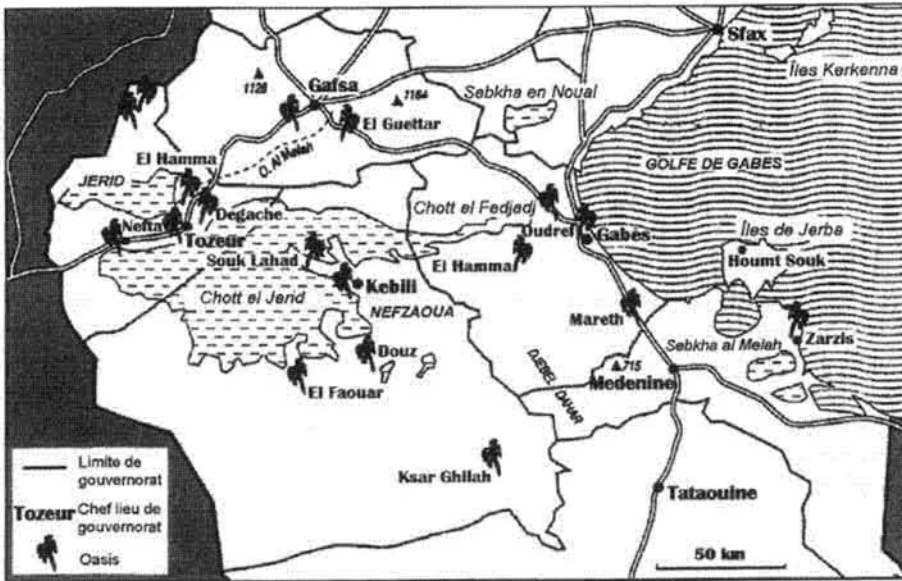 Sfax
Îles Kerkenna
1128
Gafsa
1164
Sebkha en Noual
El Guettar
O. Al Melah
El Hamma
GOLFE DE GABES
JERID
Degache
Chott el Fedjadj
Nefta
Tozeur
Oudref
Gabès
Îles de Jerba
Souk Lahad
El Hamma
Houmt Souk
Chott el Jerid
Kebili
NEFZAOUA
Mareth
Zarzis
Sebkha al Melah
Douz
DJEBEL
DAHAR
715
Medenine
El Faouar
Ksar Ghilah
Tataouine
Limite de
gouvernorat
Tozeur Chef lieu de
gouvernorat
Oasis
50 km